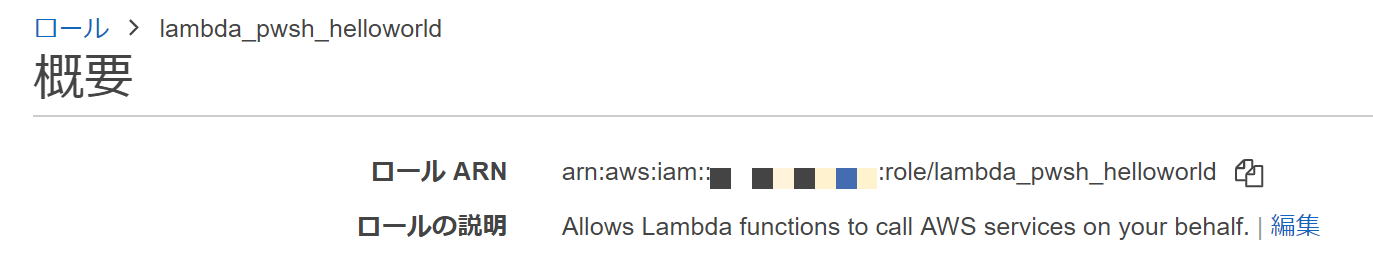 ロール > lambda_pwsh_helloworld
概要
ロール ARN arn:aws:iam:: :role/lambda_pwsh_helloworld
ロールの説明 Allows Lambda functions to call AWS services on your behalf. | 編集